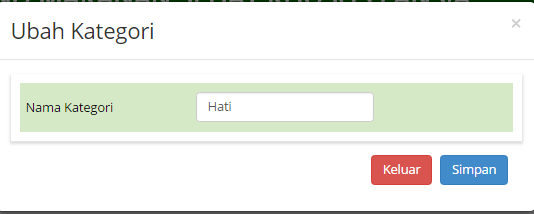 Ubah Kategori
×
Nama Kategori
Hati
Keluar
Simpan